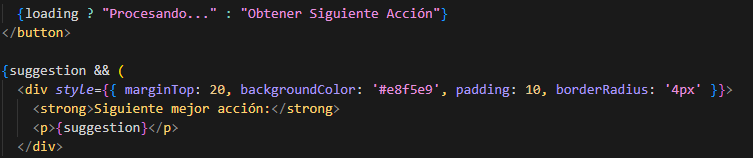 {loading ? "Procesando..." : "Obtener Siguiente Acción"}
</button>
{suggestion && (
<div style={{ marginTop: 20, backgroundColor: '#e8f5e9', padding: 10, borderRadius: '4px' }}>
<strong>Siguiente mejor acción:</strong>
<p>{suggestion}</p>
</div>